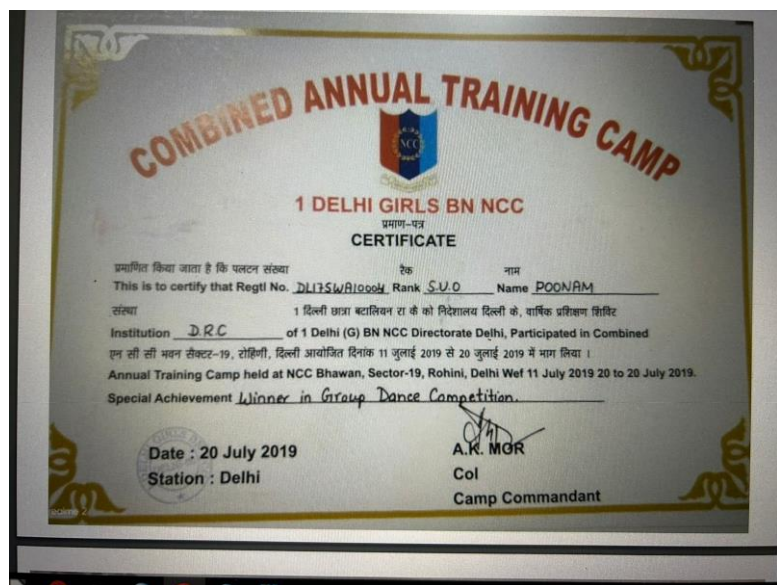 COMBINED ANNUAL TRAINING CAMP
NCC
1 DELHI GIRLS BN NCC
प्रमाण-पत्र
CERTIFICATE
प्रमाणित किया जाता है कि पलटन संख्या रैंक नाम
This is to certify that Regtl No. DL17SWA10004 Rank S.U.O Name POONAM
संस्था 1 दिल्ली छात्रा बटालियन रा कै को निदेशालय दिल्ली के, वार्षिक प्रशिक्षण शिविर
Institution D.R.C of 1 Delhi (G) BN NCC Directorate Delhi, Participated in Combined
एन सी सी भवन सैक्टर-19, रोहिणी, दिल्ली आयोजित दिनांक 11 जुलाई 2019 से 20 जुलाई 2019 में भाग लिया ।
Annual Training Camp held at NCC Bhawan, Sector-19, Rohini, Delhi Wef 11 July 2019 20 to 20 July 2019.
Special Achievement Winner in Group Dance Competition.
Date : 20 July 2019
Station : Delhi
A.K. MOR
Col
Camp Commandant
realme 2